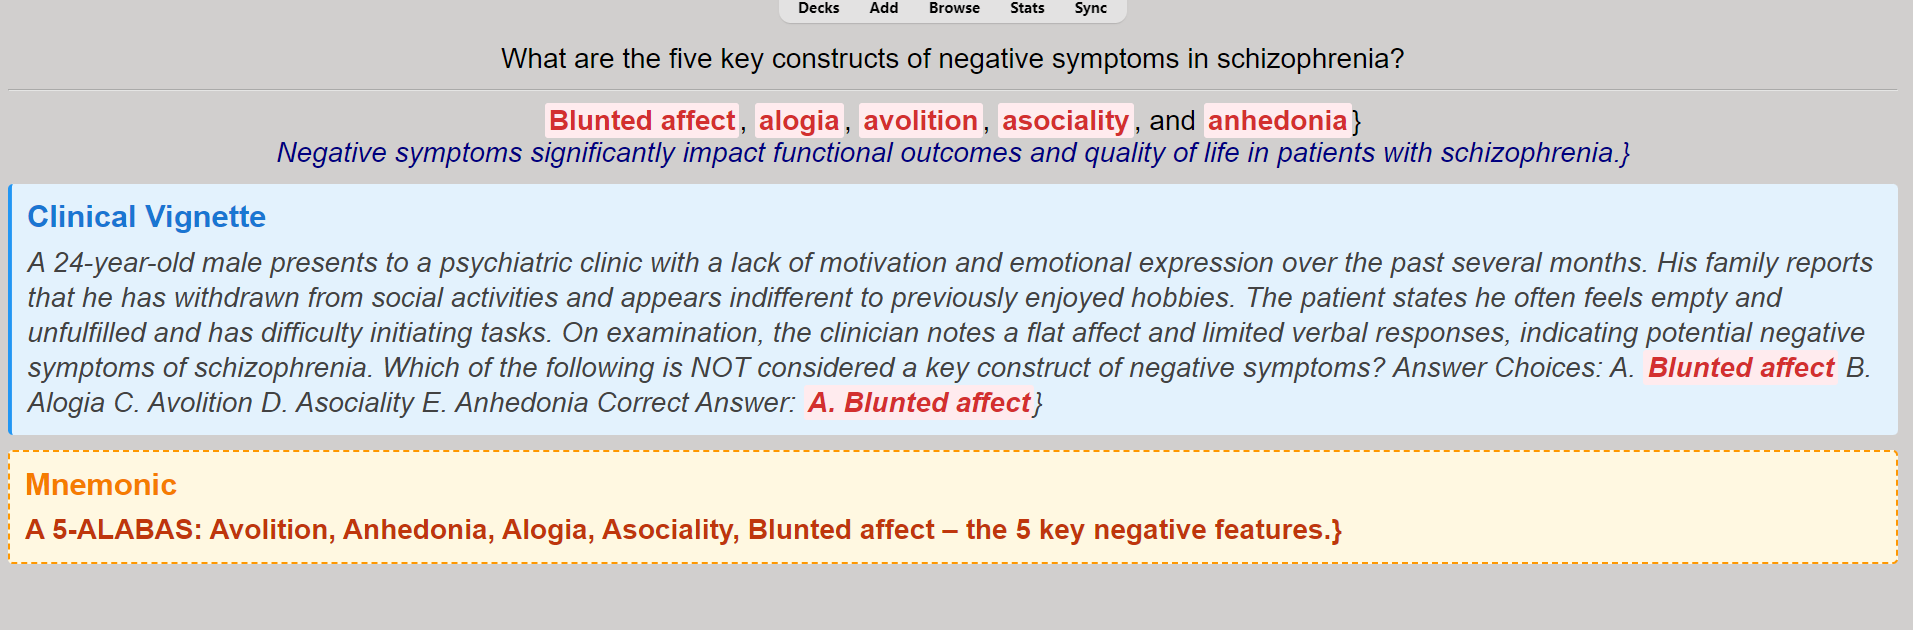 Decks Add Browse Stats Sync
What are the five key constructs of negative symptoms in schizophrenia?
Blunted affect, alogia, avolition, asociality, and anhedonia}
Negative symptoms significantly impact functional outcomes and quality of life in patients with schizophrenia.}
Clinical Vignette
A 24-year-old male presents to a psychiatric clinic with a lack of motivation and emotional expression over the past several months. His family reports
that he has withdrawn from social activities and appears indifferent to previously enjoyed hobbies. The patient states he often feels empty and
unfulfilled and has difficulty initiating tasks. On examination, the clinician notes a flat affect and limited verbal responses, indicating potential negative
symptoms of schizophrenia. Which of the following is NOT considered a key construct of negative symptoms? Answer Choices: A. Blunted affect B.
Alogia C. Avolition D. Asociality E. Anhedonia Correct Answer: A. Blunted affect}
Mnemonic
A 5-ALABAS: Avolition, Anhedonia, Alogia, Asociality, Blunted affect – the 5 key negative features.}